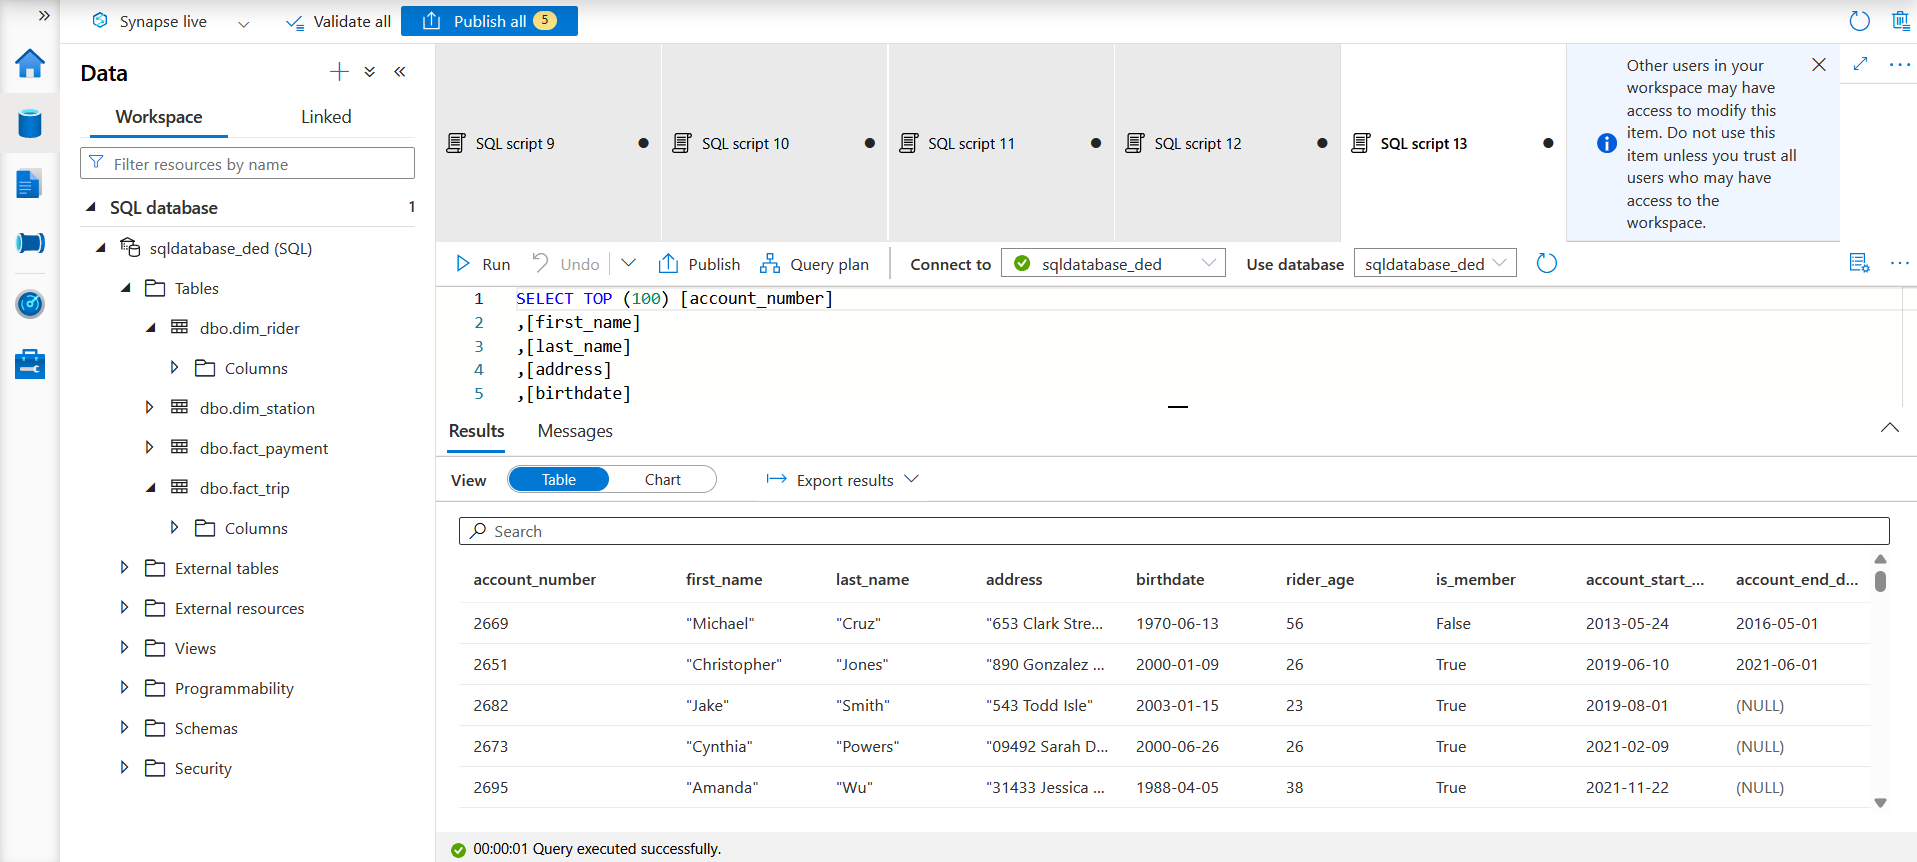 Synapse live
Validate all
Publish all 5
Data
Workspace
Linked
Filter resources by name
SQL database 1
sqldatabase_ded (SQL)
Tables
dbo.dim_rider
Columns
dbo.dim_station
dbo.fact_payment
dbo.fact_trip
Columns
External tables
External resources
Views
Programmability
Schemas
Security
SQL script 9
SQL script 10
SQL script 11
SQL script 12
SQL script 13
Other users in your
workspace may have
access to modify this
item. Do not use this
item unless you trust all
users who may have
access to the
workspace.
Run
Undo
Publish
Query plan
Connect to
sqldatabase_ded
Use database
sqldatabase_ded
1 SELECT TOP (100) [account_number]
2 ,[first_name]
3 ,[last_name]
4 ,[address]
5 ,[birthdate]
Results
Messages
View
Table
Chart
Export results
Search
account_number first_name last_name address birthdate rider_age is_member account_start_... account_end_d...
2669 "Michael" "Cruz" "653 Clark Stre... 1970-06-13 56 False 2013-05-24 2016-05-01
2651 "Christopher" "Jones" "890 Gonzalez ... 2000-01-09 26 True 2019-06-10 2021-06-01
2682 "Jake" "Smith" "543 Todd Isle" 2003-01-15 23 True 2019-08-01 (NULL)
2673 "Cynthia" "Powers" "09492 Sarah D... 2000-06-26 26 True 2021-02-09 (NULL)
2695 "Amanda" "Wu" "31433 Jessica ... 1988-04-05 38 True 2021-11-22 (NULL)
00:00:01 Query executed successfully.